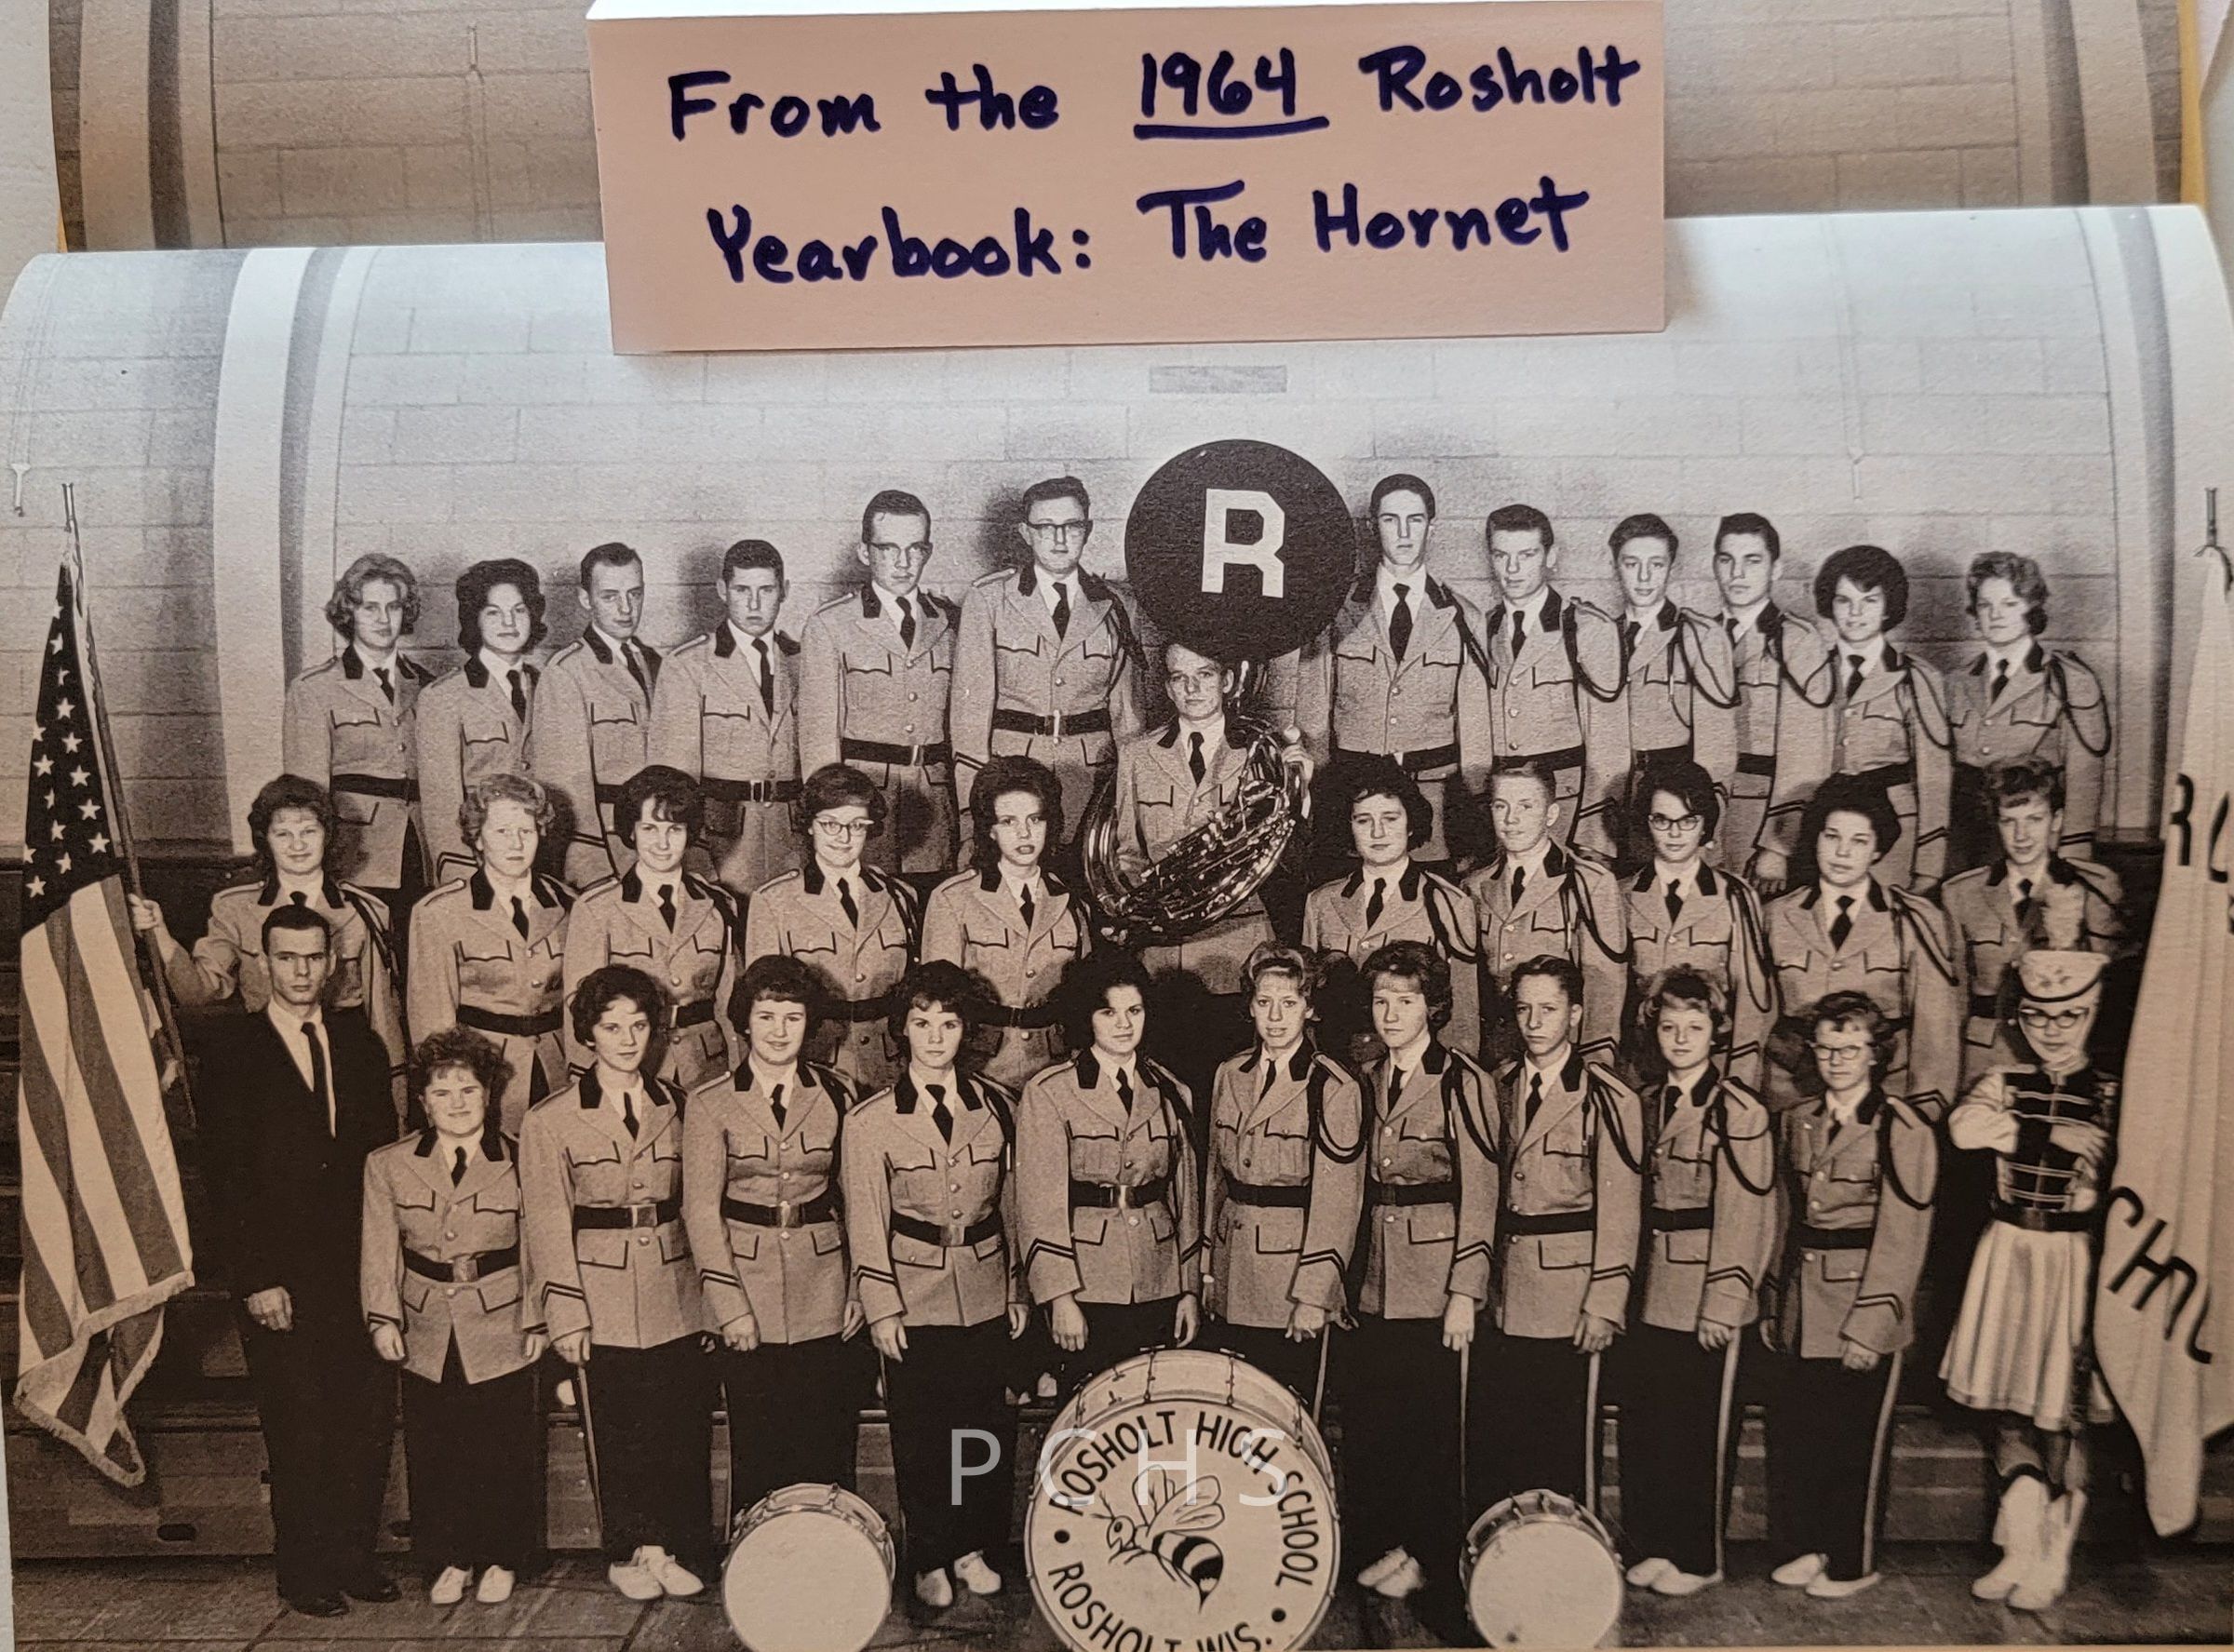 From the 1964 Rosholt
Yearbook: The Hornet
R
PCHS
ROSHOLT HIGH SCHOOL
ROSHOLT WIS.